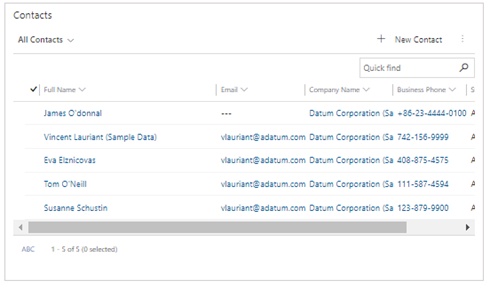 Contacts
All Contacts
New Contact
Quick find
Full Name Email Company Name Business Phone S
James O'donnal --- Datum Corporation (Sa +86-23-4444-0100 A
Vincent Lauriant (Sample Data) vlauriant@adatum.com Datum Corporation (Sa 742-156-9999 A
Eva Elznicovas vlauriant@adatum.com Datum Corporation (Sa 408-875-4575 A
Tom O'Neill vlauriant@adatum.com Datum Corporation (Sa 111-587-4594 A
Susanne Schustin vlauriant@adatum.com Datum Corporation (Sa 123-879-9900 A
ABC 1 - 5 of 5 (0 selected)